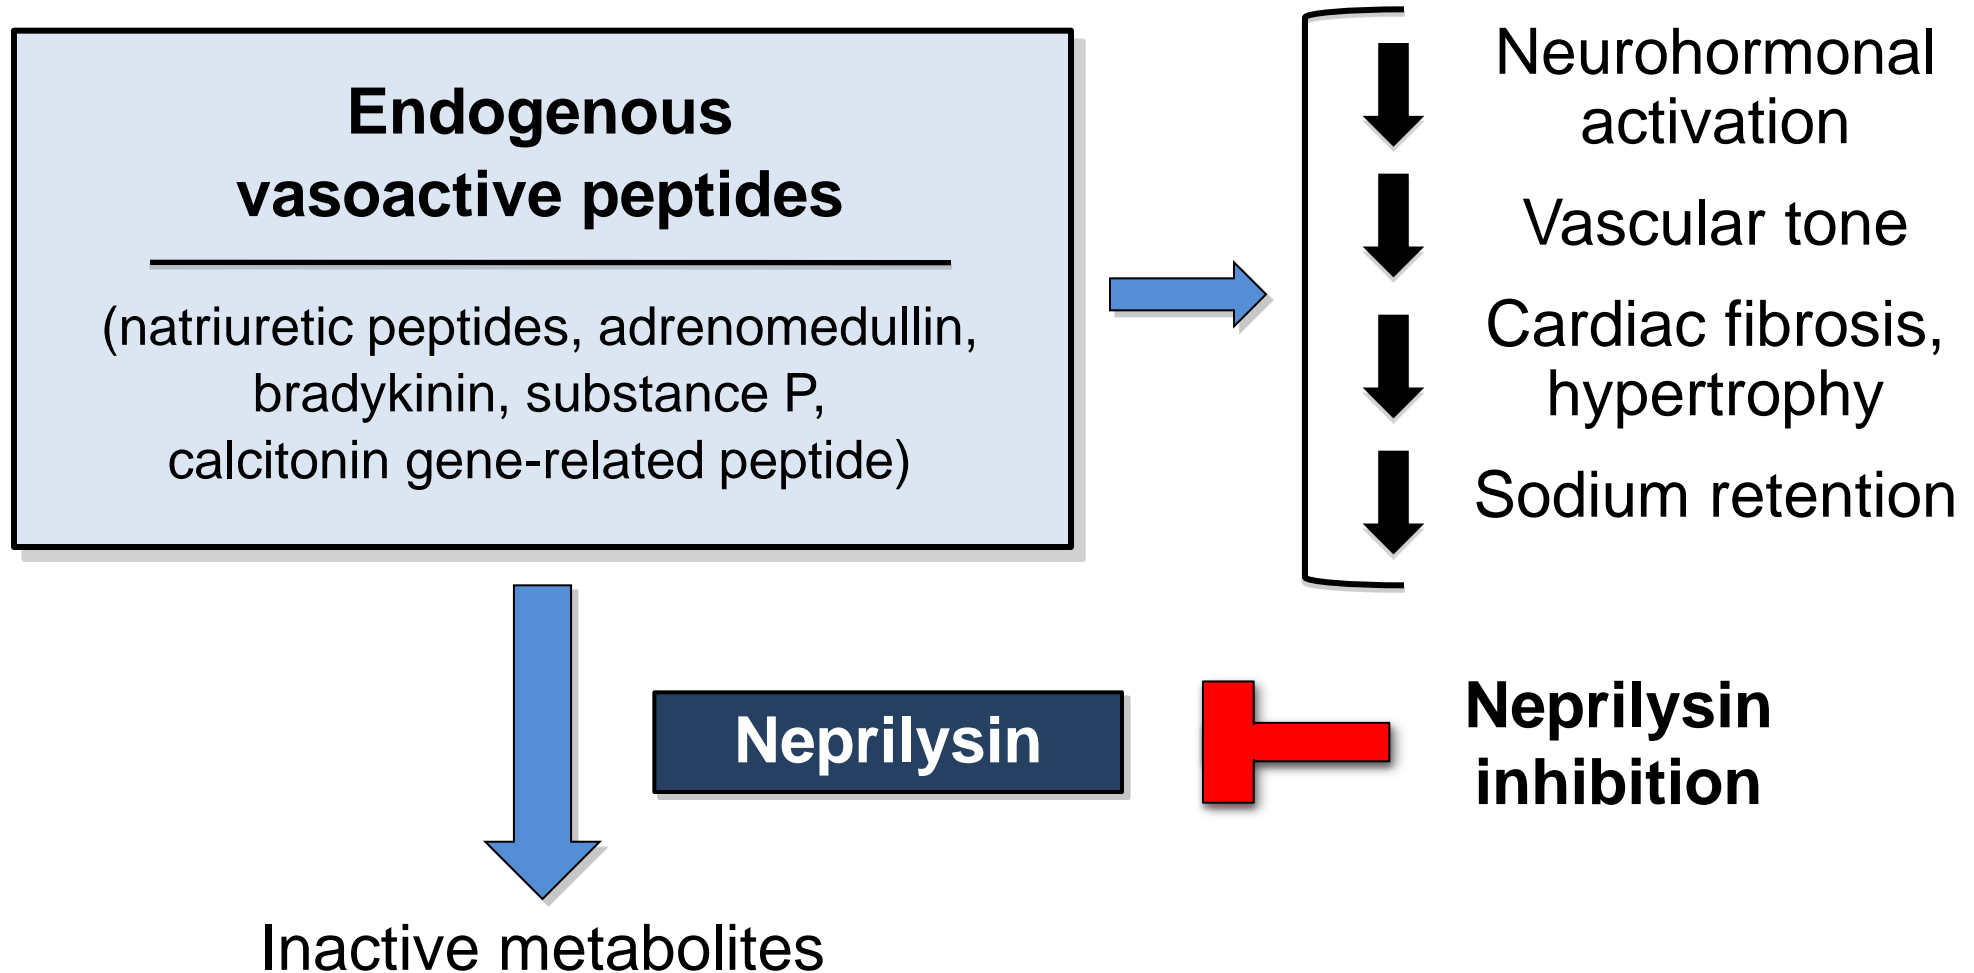 Endogenous
vasoactive peptides
(natriuretic peptides, adrenomedullin,
bradykinin, substance P,
calcitonin gene-related peptide)
Neurohormonal
activation
Vascular tone
Cardiac fibrosis,
hypertrophy
Sodium retention
Neprilysin
Neprilysin
inhibition
Inactive metabolites